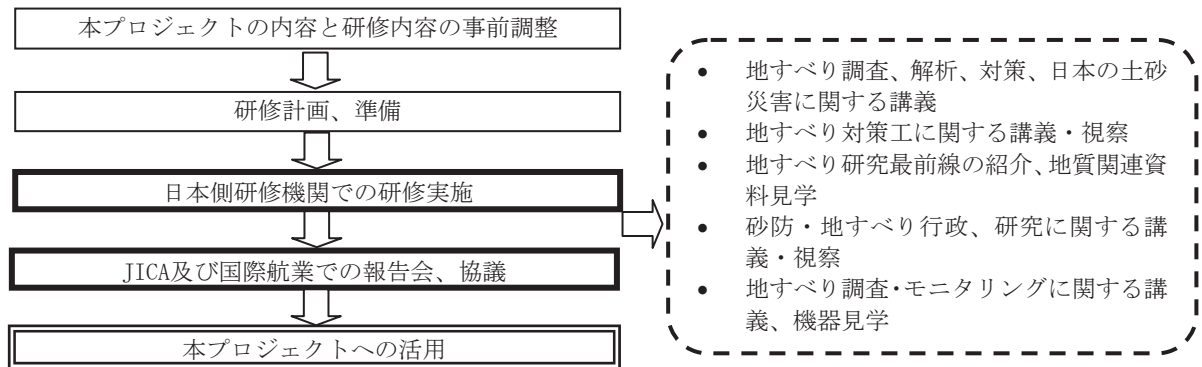 本プロジェクトの内容と研修内容の事前調整
研修計画、準備
日本側研修機関での研修実施
JICA及び国際航業での報告会、協議
本プロジェクトへの活用
• 地すべり調査、解析、対策、日本の土砂
災害に関する講義
• 地すべり対策工に関する講義・視察
• 地すべり研究最前線の紹介、地質関連資
料見学
• 砂防・地すべり行政、研究に関する講
義・視察
• 地すべり調査・モニタリングに関する講
義、機器見学